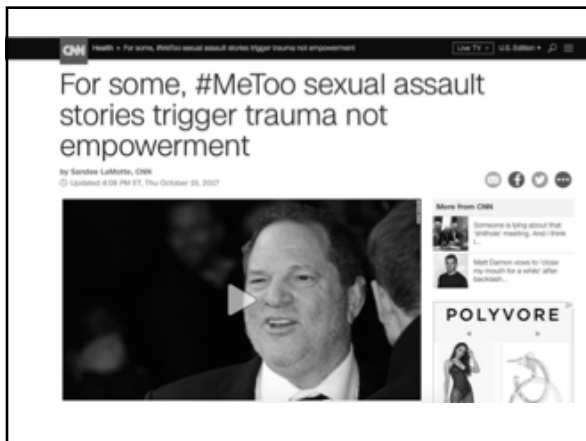 CNN Health » For some, #MeToo sexual assault stories trigger trauma not empowerment
Live TV U.S. Edition
For some, #MeToo sexual assault
stories trigger trauma not
empowerment
by Sandee LaMotte, CNN
Updated 4:08 PM ET, Thu October 19, 2017
More from CNN
Someone is lying about that
'shithole' meeting. And I think
I...
Matt Damon vows to 'close
my mouth for a while' after
backlash...
POLYVORE